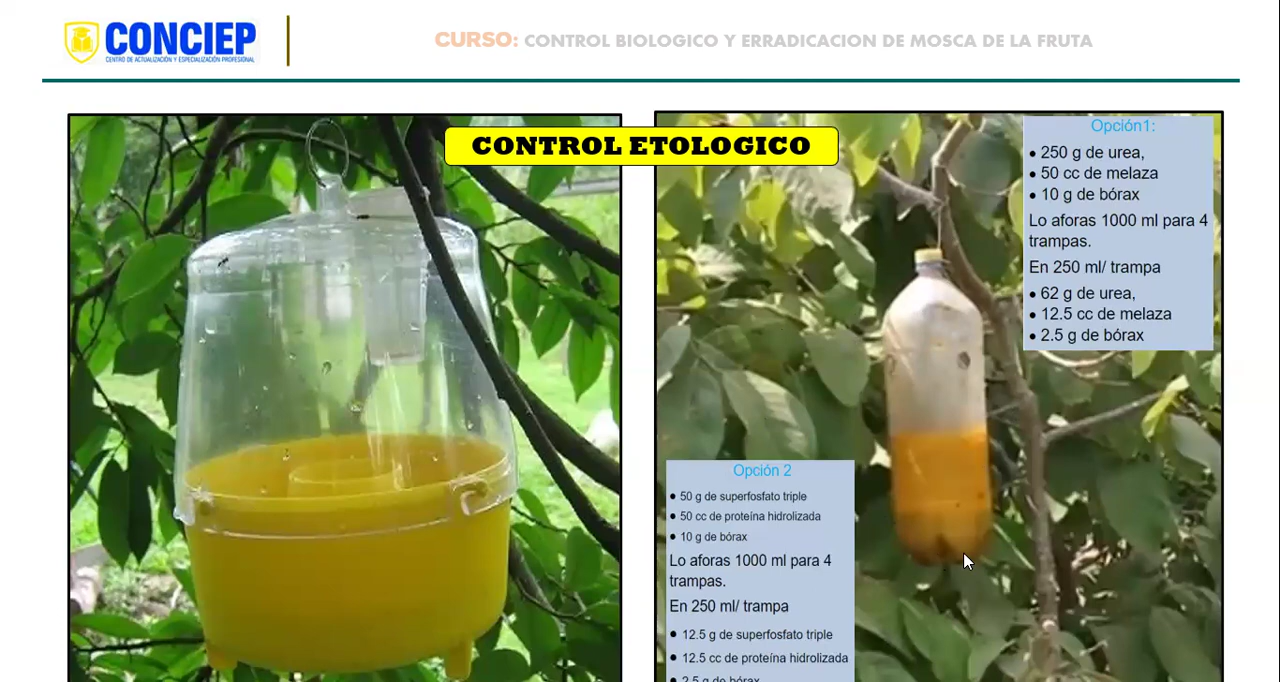 CONCIEP
CENTRO DE ACTUALIZACIÓN Y ESPECIALIZACIÓN PROFESIONAL
CURSO: CONTROL BIOLOGICO Y ERRADICACION DE MOSCA DE LA FRUTA
CONTROL ETOLOGICO
Opción1:
• 250 g de urea,
• 50 cc de melaza
• 10 g de bórax
Lo aforas 1000 ml para 4
trampas.
En 250 ml/ trampa
• 62 g de urea,
• 12.5 cc de melaza
• 2.5 g de bórax
Opción 2
• 50 g de superfosfato triple
• 50 cc de proteína hidrolizada
• 10 g de bórax
Lo aforas 1000 ml para 4
trampas.
En 250 ml/ trampa
• 12.5 g de superfosfato triple
• 12.5 cc de proteína hidrolizada
• 2.5 g de bórax